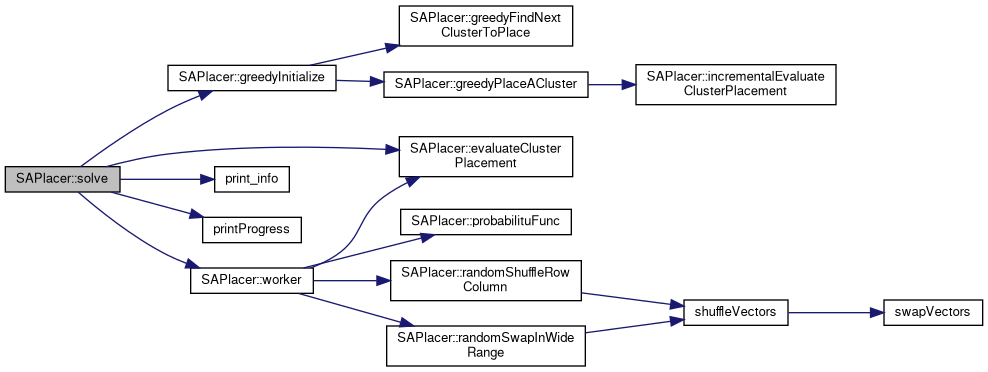 SAPlacer::greedyFindNext
ClusterToPlace
SAPlacer::greedyInitialize
SAPlacer::greedyPlaceACluster
SAPlacer::incrementalEvaluate
ClusterPlacement
SAPlacer::evaluateCluster
Placement
SAPlacer::solve
print_info
printProgress
SAPlacer::probabilituFunc
SAPlacer::worker
SAPlacer::randomShuffleRow
Column
shuffleVectors
swapVectors
SAPlacer::randomSwapInWide
Range